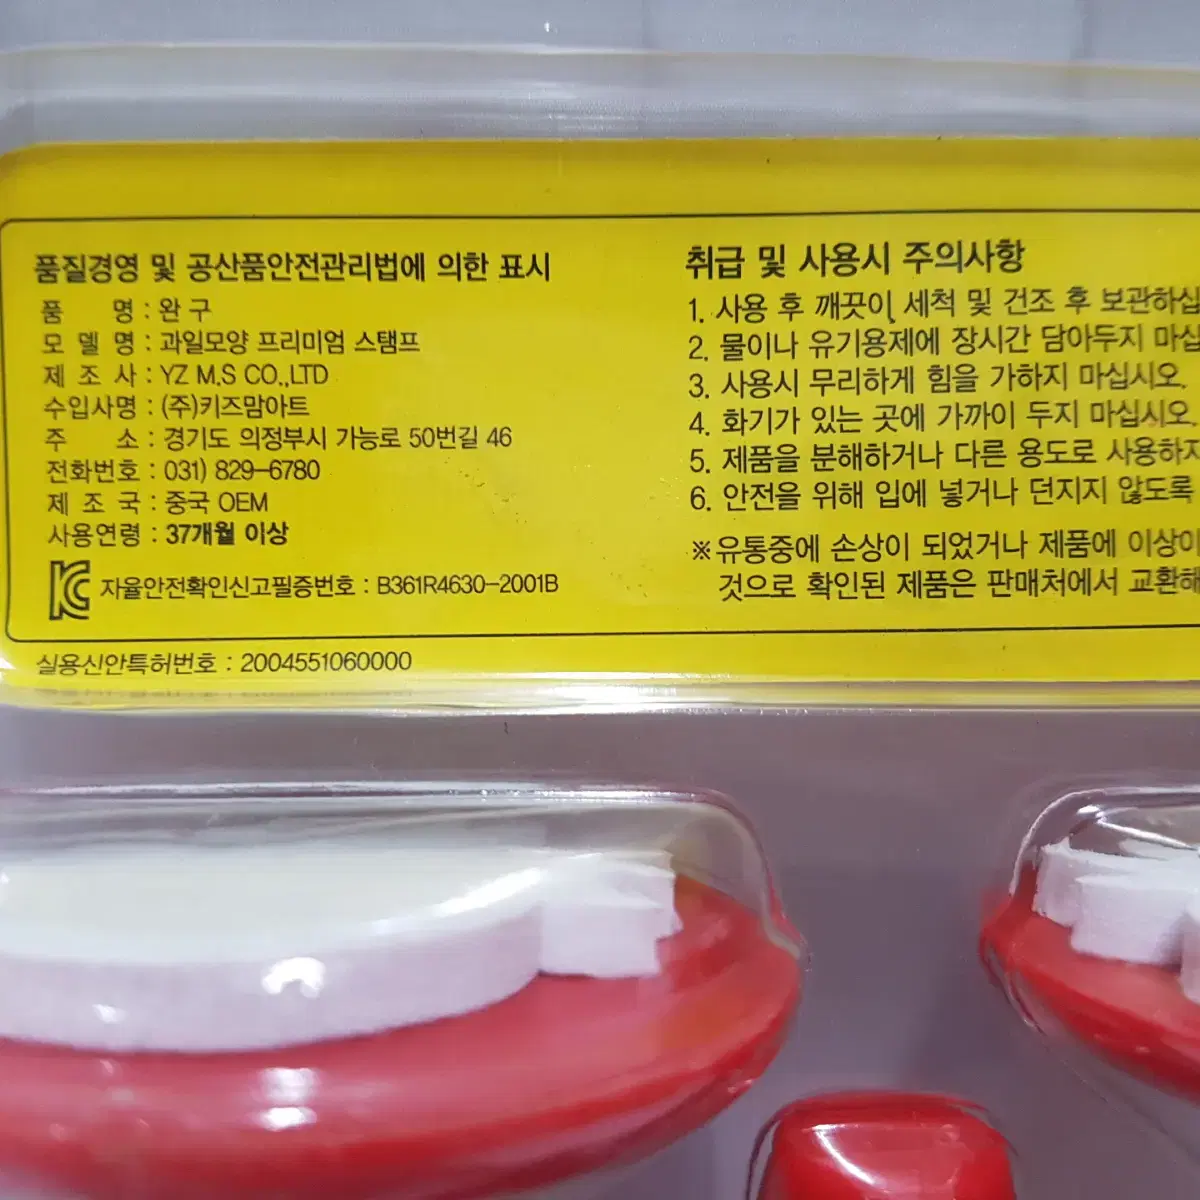 품질경영 및 공산품안전관리법에 의한 표시
품 명 : 완 구
모 델 명 : 과일모양 프리미엄 스탬프
제 조 사 : YZ M.S CO.,LTD
수입사명 : (주)키즈맘아트
주 소 : 경기도 의정부시 가능로 50번길 46
전화번호 : 031) 829-6780
제 조 국 : 중국 OEM
사용연령 : 37개월 이상
자율안전확인신고필증번호 : B361R4630-2001B
실용신안특허번호 : 2004551060000
취급 및 사용시 주의사항
1. 사용 후 깨끗이 세척 및 건조 후 보관하십
2. 물이나 유기용제에 장시간 담아두지 마십
3. 사용시 무리하게 힘을 가하지 마십시오.
4. 화기가 있는 곳에 가까이 두지 마십시오.
5. 제품을 분해하거나 다른 용도로 사용하지
6. 안전을 위해 입에 넣거나 던지지 않도록
※유통중에 손상이 되었거나 제품에 이상이
것으로 확인된 제품은 판매처에서 교환해